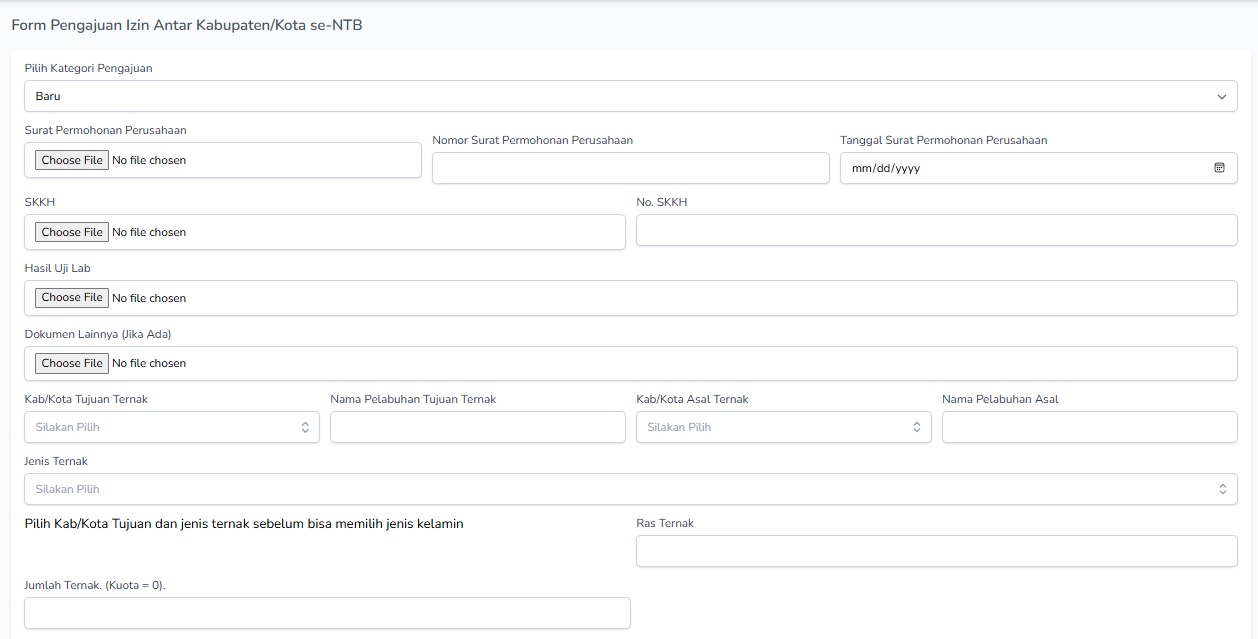 Form Pengajuan Izin Antar Kabupaten/Kota se-NTB
Pilih Kategori Pengajuan
Baru
Surat Permohonan Perusahaan
Choose File No file chosen
Nomor Surat Permohonan Perusahaan
Tanggal Surat Permohonan Perusahaan
mm/dd/yyyy
SKKH
Choose File No file chosen
No. SKKH
Hasil Uji Lab
Choose File No file chosen
Dokumen Lainnya (Jika Ada)
Choose File No file chosen
Kab/Kota Tujuan Ternak
Silakan Pilih
Nama Pelabuhan Tujuan Ternak
Kab/Kota Asal Ternak
Silakan Pilih
Nama Pelabuhan Asal
Jenis Ternak
Silakan Pilih
Pilih Kab/Kota Tujuan dan jenis ternak sebelum bisa memilih jenis kelamin
Ras Ternak
Jumlah Ternak. (Kuota = 0).